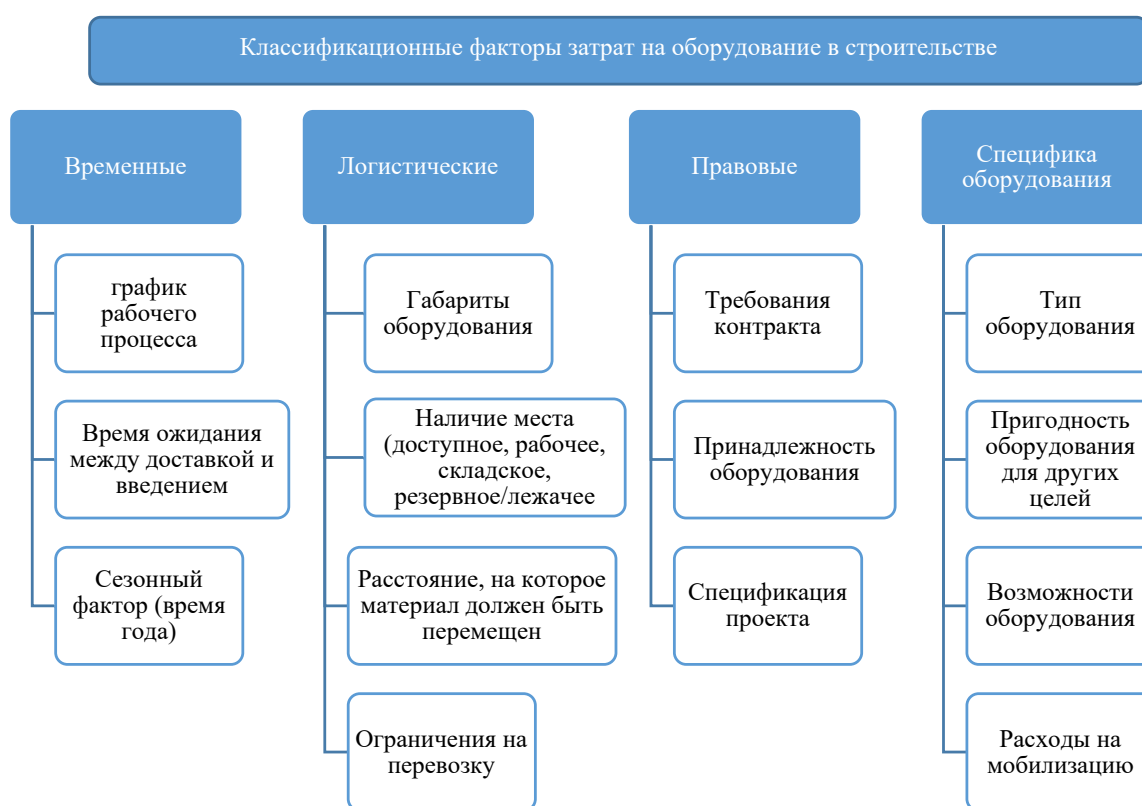 Классификационные факторы затрат на оборудование в строительстве
Временные
график
рабочего
процесса
Время ожидания
между доставкой и
введением
Сезонный
фактор (время
года)
Логистические
Габариты
оборудования
Наличие места
(доступное, рабочее,
складское,
резервное/лежачее
Расстояние, на которое
материал должен быть
перемещен
Ограничения на
перевозку
Правовые
Требования
контракта
Принадлежность
оборудования
Спецификация
проекта
Специфика
оборудования
Тип
оборудования
Пригодность
оборудования
для других
целей
Возможности
оборудования
Расходы на
мобилизацию